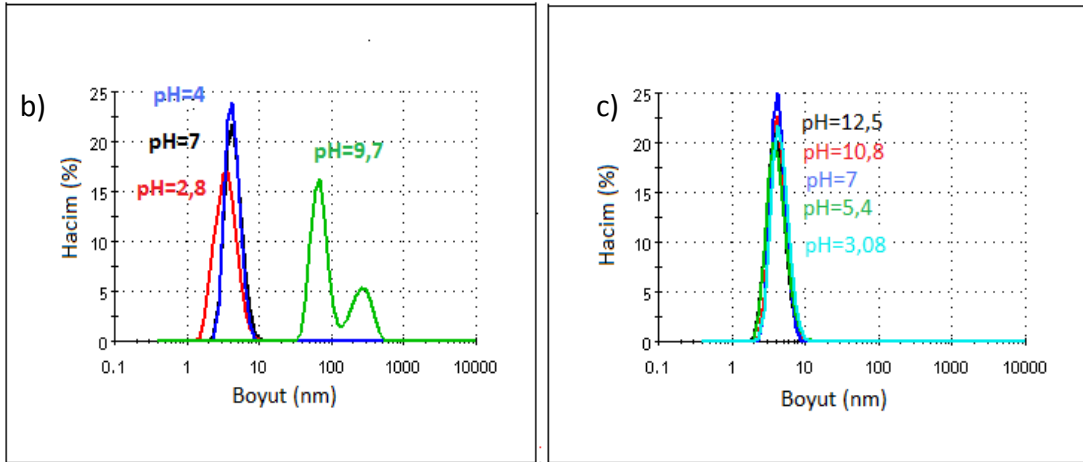 b)
pH=4
pH=7
pH=2,8
pH=9,7
25
20
15
10
5
0
Hacim (%)
0.1 1 10 100 1000 10000
Boyut (nm)
c)
pH=12,5
pH=10,8
pH=7
pH=5,4
pH=3,08
25
20
15
10
5
0
Hacim (%)
0.1 1 10 100 1000 10000
Boyut (nm)